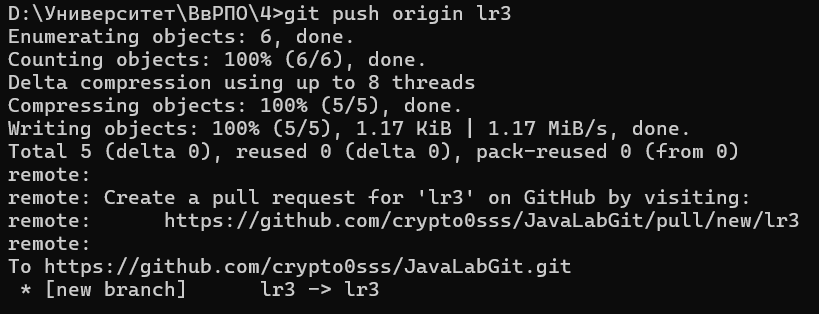 D:\Университет\ВвРПО\4>git push origin lr3
Enumerating objects: 6, done.
Counting objects: 100% (6/6), done.
Delta compression using up to 8 threads
Compressing objects: 100% (5/5), done.
Writing objects: 100% (5/5), 1.17 KiB | 1.17 MiB/s, done.
Total 5 (delta 0), reused 0 (delta 0), pack-reused 0 (from 0)
remote:
remote: Create a pull request for 'lr3' on GitHub by visiting:
remote:      https://github.com/crypto0sss/JavaLabGit/pull/new/lr3
remote:
To https://github.com/crypto0sss/JavaLabGit.git
 * [new branch]      lr3 -> lr3